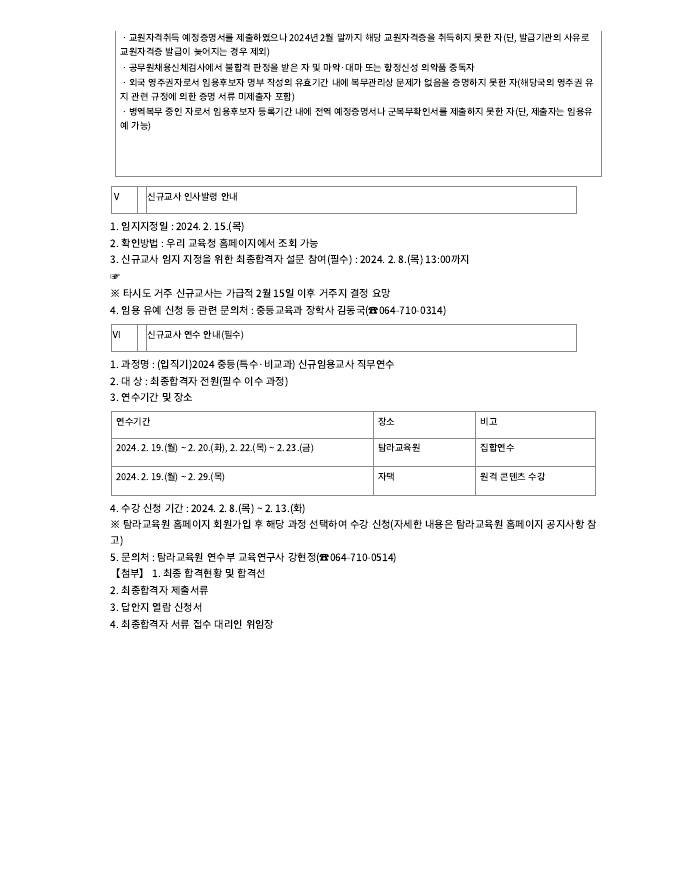 · 교원자격취득 예정증명서를 제출하였으나 2024년 2월 말까지 해당 교원자격증을 취득하지 못한 자(단, 발급기관의 사유로
교원자격증 발급이 늦어지는 경우 제외)
· 공무원채용신체검사에서 불합격 판정을 받은 자 및 마약·대마 또는 향정신성 의약품 중독자
· 외국 영주권자로서 임용후보자 명부 작성의 유효기간 내에 복무관리상 문제가 없음을 증명하지 못한 자(해당국의 영주권 유
지 관련 규정에 의한 증명 서류 미제출자 포함)
· 병역복무 중인 자로서 임용후보자 등록기간 내에 전역 예정증명서나 군복무확인서를 제출하지 못한 자(단, 제출자는 임용유
예 가능)
Ⅴ 신규교사 인사발령 안내
1. 임지지정일 : 2024. 2. 15.(목)
2. 확인방법 : 우리 교육청 홈페이지에서 조회 가능
3. 신규교사 임지 지정을 위한 최종합격자 설문 참여(필수) : 2024. 2. 8.(목) 13:00까지
☞
※ 타시도 거주 신규교사는 가급적 2월 15일 이후 거주지 결정 요망
4. 임용 유예 신청 등 관련 문의처 : 중등교육과 장학사 김동국(☎064-710-0314)
Ⅵ 신규교사 연수 안내(필수)
1. 과정명 : (입직기)2024 중등(특수·비교과) 신규임용교사 직무연수
2. 대 상 : 최종합격자 전원(필수 이수 과정)
3. 연수기간 및 장소
연수기간 장소 비고
2024. 2. 19.(월) ~ 2. 20.(화), 2. 22.(목) ~ 2. 23.(금) 탐라교육원 집합연수
2024. 2. 19.(월) ~ 2. 29.(목) 자택 원격 콘텐츠 수강
4. 수강 신청 기간 : 2024. 2. 8.(목) ~ 2. 13.(화)
※ 탐라교육원 홈페이지 회원가입 후 해당 과정 선택하여 수강 신청(자세한 내용은 탐라교육원 홈페이지 공지사항 참
고)
5. 문의처 : 탐라교육원 연수부 교육연구사 강현정(☎064-710-0514)
【첨부】 1. 최종 합격현황 및 합격선
2. 최종합격자 제출서류
3. 답안지 열람 신청서
4. 최종합격자 서류 접수 대리인 위임장